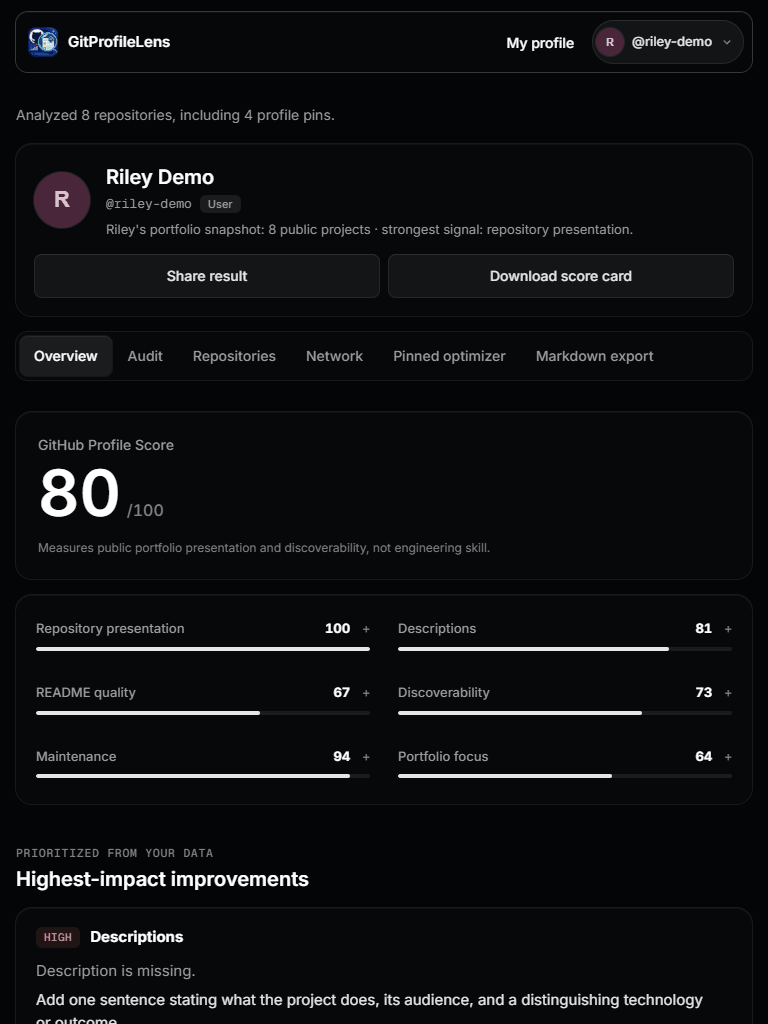 GitProfileLens
My profile
R
@riley-demo
Analyzed 8 repositories, including 4 profile pins.
R
Riley Demo
@riley-demo
User
Riley's portfolio snapshot: 8 public projects · strongest signal: repository presentation.
Share result
Download score card
Overview
Audit
Repositories
Network
Pinned optimizer
Markdown export
GitHub Profile Score
80 /100
Measures public portfolio presentation and discoverability, not engineering skill.
Repository presentation 100 +
Descriptions 81 +
README quality 67 +
Discoverability 73 +
Maintenance 94 +
Portfolio focus 64 +
PRIORITIZED FROM YOUR DATA
Highest-impact improvements
HIGH Descriptions
Description is missing.
Add one sentence stating what the project does, its audience, and a distinguishing technology
or outcome.